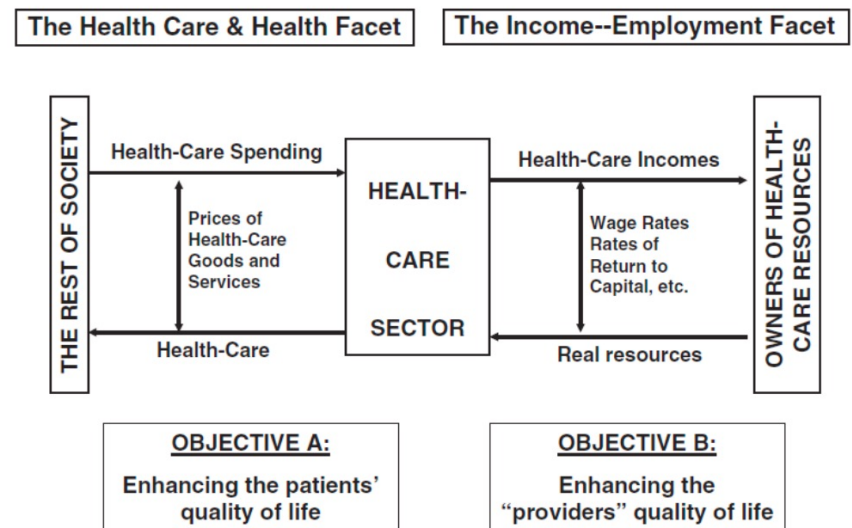 The Health Care & Health Facet
The Income--Employment Facet
THE REST OF SOCIETY
Health-Care Spending
Prices of
Health-Care
Goods and
Services
Health-Care
HEALTH-
CARE
SECTOR
Health-Care Incomes
Wage Rates
Rates of
Return to
Capital, etc.
Real resources
OWNERS OF HEALTH-
CARE RESOURCES
OBJECTIVE A:
Enhancing the patients’
quality of life
OBJECTIVE B:
Enhancing the
“providers” quality of life